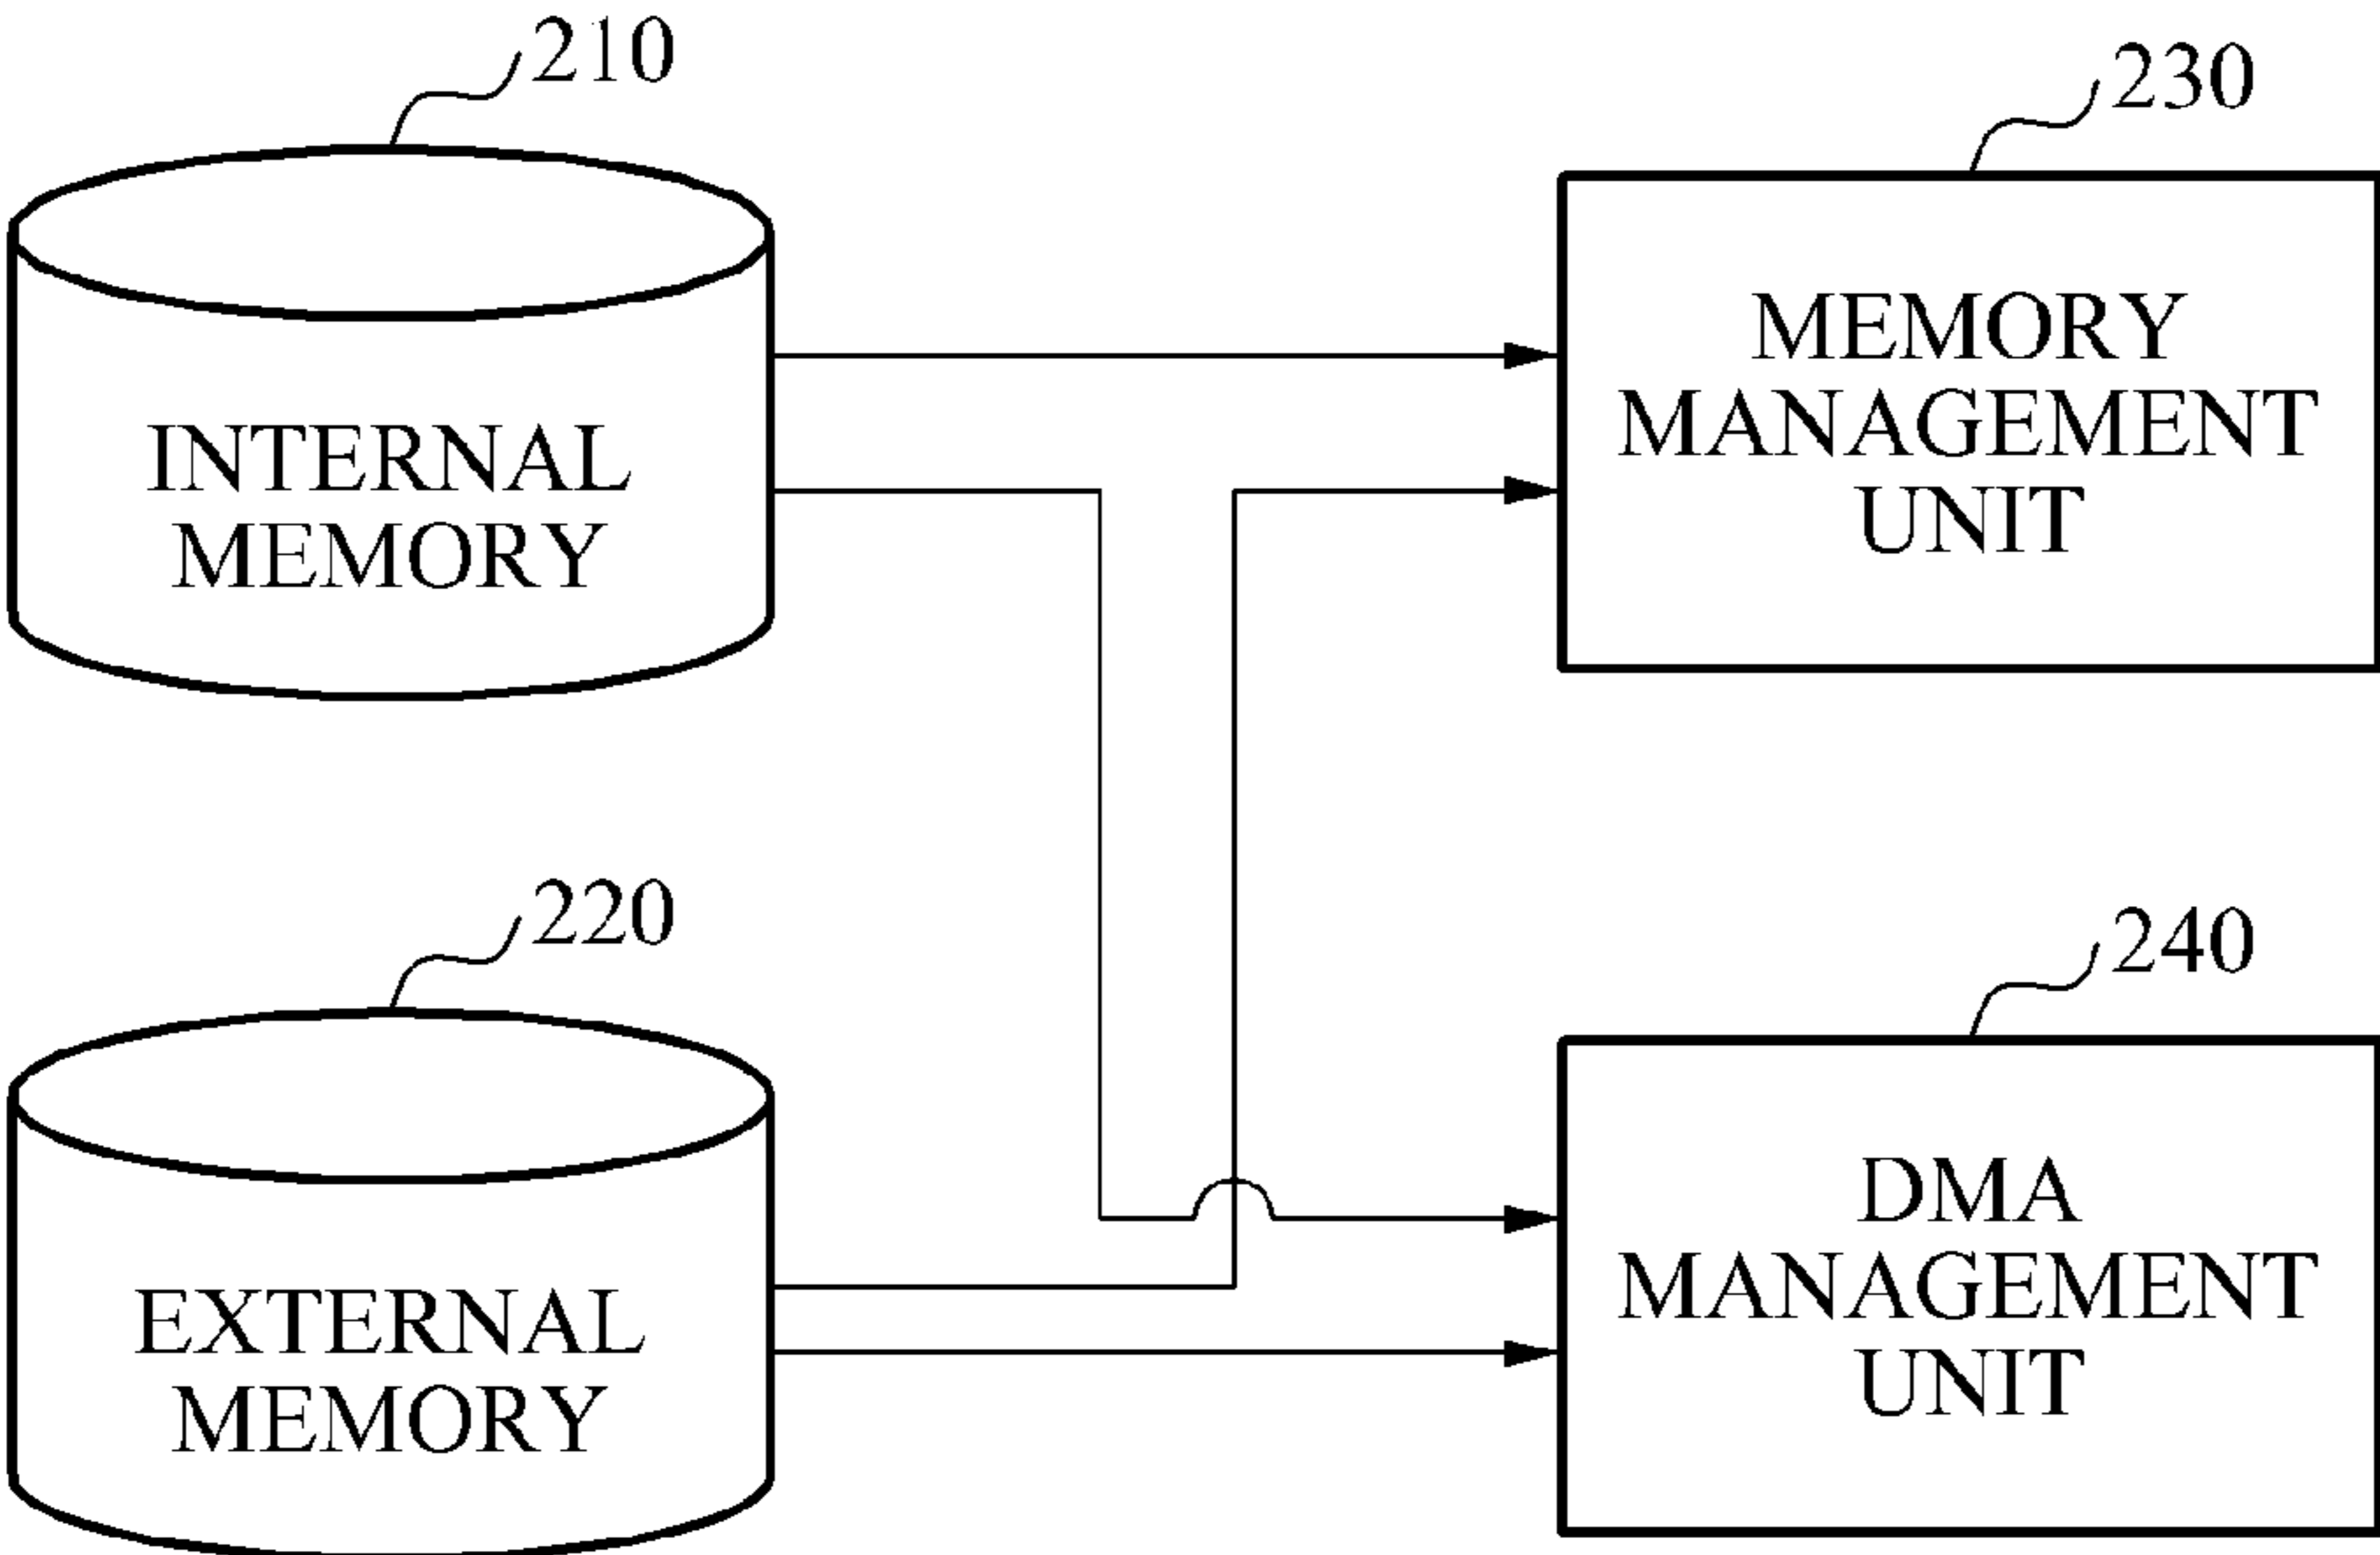 210
230
INTERNAL
MEMORY
MEMORY
MANAGEMENT
UNIT
220
240
EXTERNAL
MEMORY
DMA
MANAGEMENT
UNIT